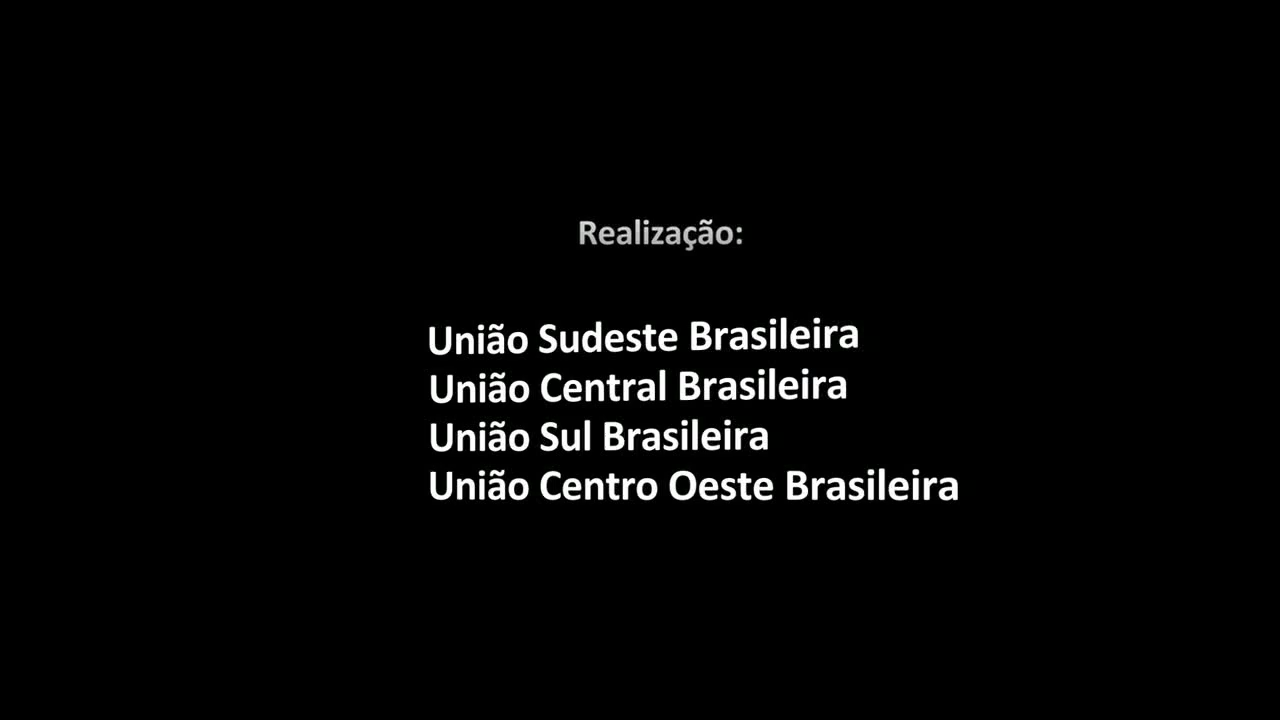 Realização:
União Sudeste Brasileira
União Central Brasileira
União Sul Brasileira
União Centro Oeste Brasileira